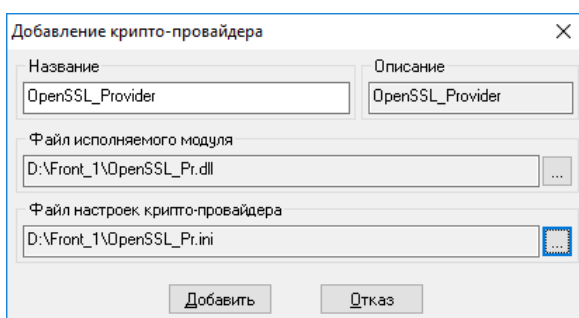 Добавление крипто-провайдера
Название
Описание
OpenSSL_Provider
OpenSSL_Provider
Файл исполняемого модуля
D:\Front_1\OpenSSL_Pr.dll
...
Файл настроек крипто-провайдера
D:\Front_1\OpenSSL_Pr.ini
...
Добавить
Отказ